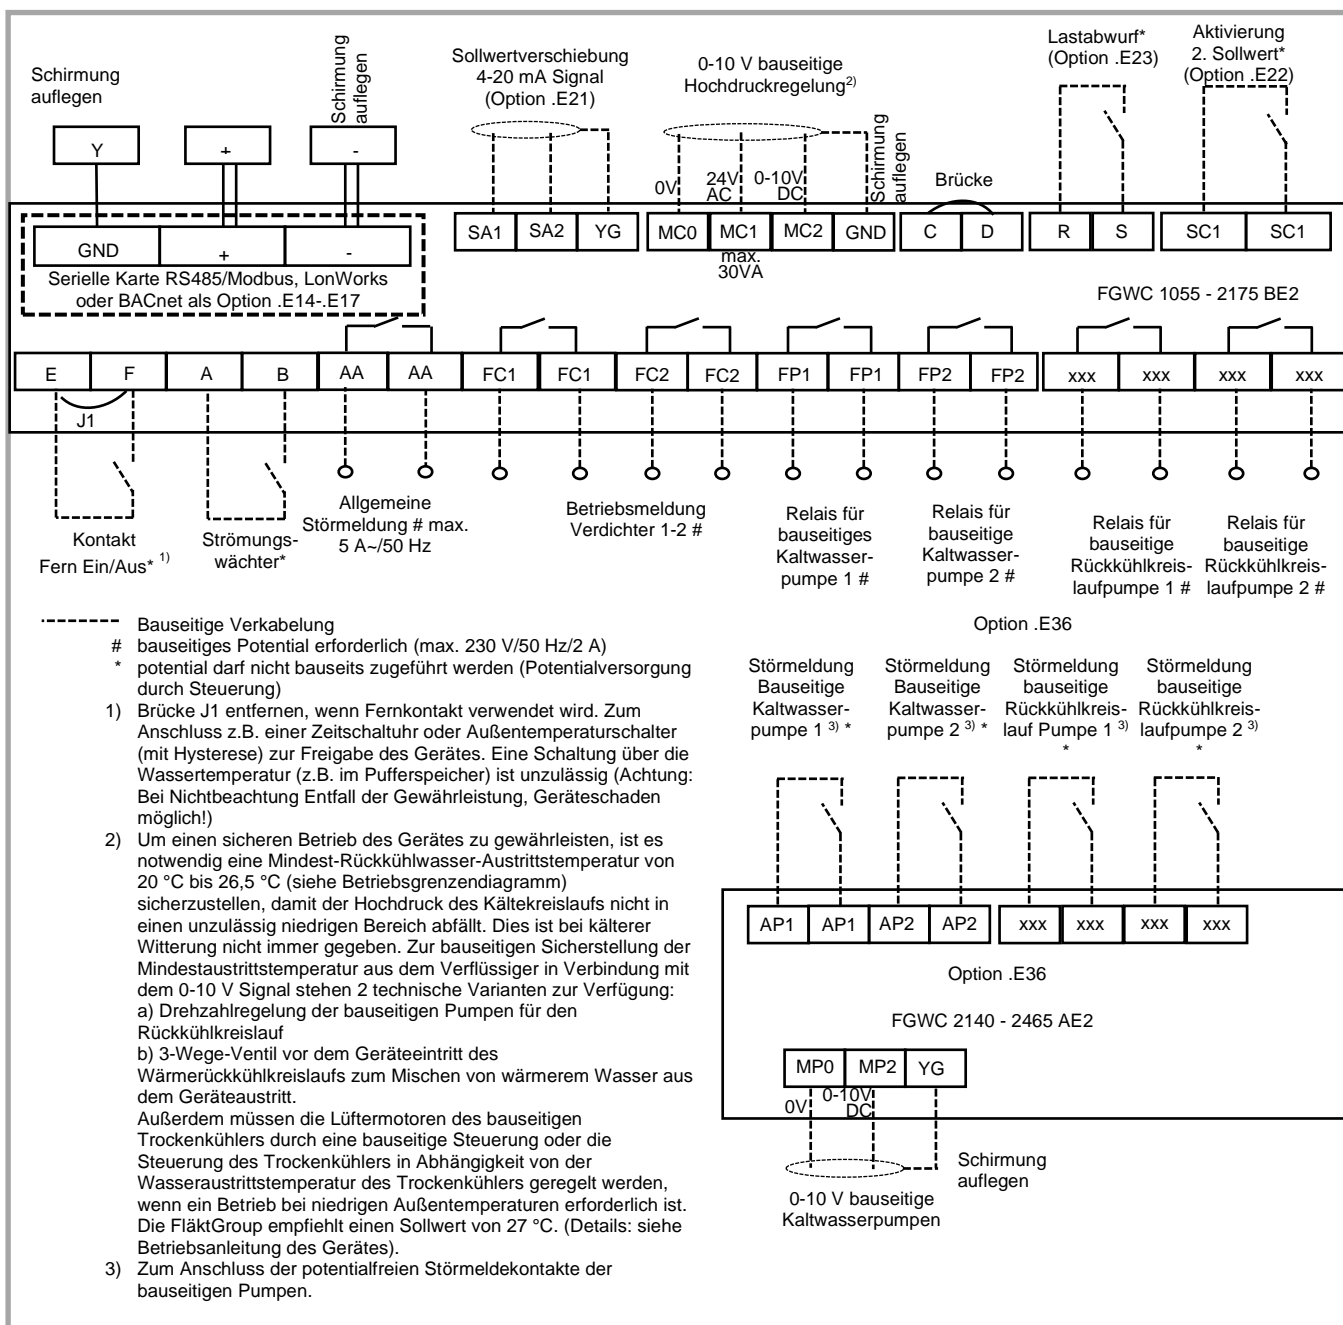 Schirmung
auflegen
Schirmung
auflegen
Sollwertverschiebung
4-20 mA Signal
(Option .E21)
0-10 V bauseitige
Hochdruckregelung2)
Lastabwurf*
(Option .E23)
Aktivierung
2. Sollwert*
(Option .E22)
Y + -
0V
24V
AC
0-10V
DC
Schirmung
auflegen
Brücke
GND + -
SA1 SA2 YG MC0 MC1 MC2 GND C D R S SC1 SC1
max.
30VA
Serielle Karte RS485/Modbus, LonWorks
oder BACnet als Option .E14-.E17
FGWC 1055 - 2175 BE2
E F A B AA AA FC1 FC1 FC2 FC2 FP1 FP1 FP2 FP2 xxx xxx xxx xxx
J1
Kontakt
Fern Ein/Aus* 1)
Strömungs-
wächter*
Allgemeine
Störmeldung # max.
5 A~/50 Hz
Betriebsmeldung
Verdichter 1-2 #
Relais für
bauseitiges
Kaltwasser-
pumpe 1 #
Relais für
bauseitige
Kaltwasser-
pumpe 2 #
Relais für
bauseitige
Rückkühlkreis-
laufpumpe 1 #
Relais für
bauseitige
Rückkühlkreis-
laufpumpe 2 #
Bauseitige Verkabelung
# bauseitiges Potential erforderlich (max. 230 V/50 Hz/2 A)
* potential darf nicht bauseits zugeführt werden (Potentialversorgung
durch Steuerung)
1) Brücke J1 entfernen, wenn Fernkontakt verwendet wird. Zum
Anschluss z.B. einer Zeitschaltuhr oder Außentemperaturschalter
(mit Hysterese) zur Freigabe des Gerätes. Eine Schaltung über die
Wassertemperatur (z.B. im Pufferspeicher) ist unzulässig (Achtung:
Bei Nichtbeachtung Entfall der Gewährleistung, Geräteschaden
möglich!)
2) Um einen sicheren Betrieb des Gerätes zu gewährleisten, ist es
notwendig eine Mindest-Rückkühlwasser-Austrittstemperatur von
20 °C bis 26,5 °C (siehe Betriebsgrenzendiagramm)
sicherzustellen, damit der Hochdruck des Kältekreislaufs nicht in
einen unzulässig niedrigen Bereich abfällt. Dies ist bei kälterer
Witterung nicht immer gegeben. Zur bauseitigen Sicherstellung der
Mindestaustrittstemperatur aus dem Verflüssiger in Verbindung mit
dem 0-10 V Signal stehen 2 technische Varianten zur Verfügung:
a) Drehzahlregelung der bauseitigen Pumpen für den
Rückkühlkreislauf
b) 3-Wege-Ventil vor dem Geräteeintritt des
Wärmerückkühlkreislaufs zum Mischen von wärmerem Wasser aus
dem Geräteaustritt.
Außerdem müssen die Lüftermotoren des bauseitigen
Trockenkühlers durch eine bauseitige Steuerung oder die
Steuerung des Trockenkühlers in Abhängigkeit von der
Wasseraustrittstemperatur des Trockenkühlers geregelt werden,
wenn ein Betrieb bei niedrigen Außentemperaturen erforderlich ist.
Die FläktGroup empfiehlt einen Sollwert von 27 °C. (Details: siehe
Betriebsanleitung des Gerätes).
3) Zum Anschluss der potentialfreien Störmeldekontakte der
bauseitigen Pumpen.
Option .E36
Störmeldung
Bauseitige
Kaltwasser-
pumpe 1 3) *
Störmeldung
Bauseitige
Kaltwasser-
pumpe 2 3) *
Störmeldung
bauseitige
Rückkühlkreis-
lauf Pumpe 1 3)
*
Störmeldung
bauseitige
Rückkühlkreis-
laufpumpe 2 3)
*
AP1 AP1 AP2 AP2 xxx xxx xxx xxx
Option .E36
FGWC 2140 - 2465 AE2
MP0 MP2 YG
0V
0-10V
DC
Schirmung
auflegen
0-10 V bauseitige
Kaltwasserpumpen